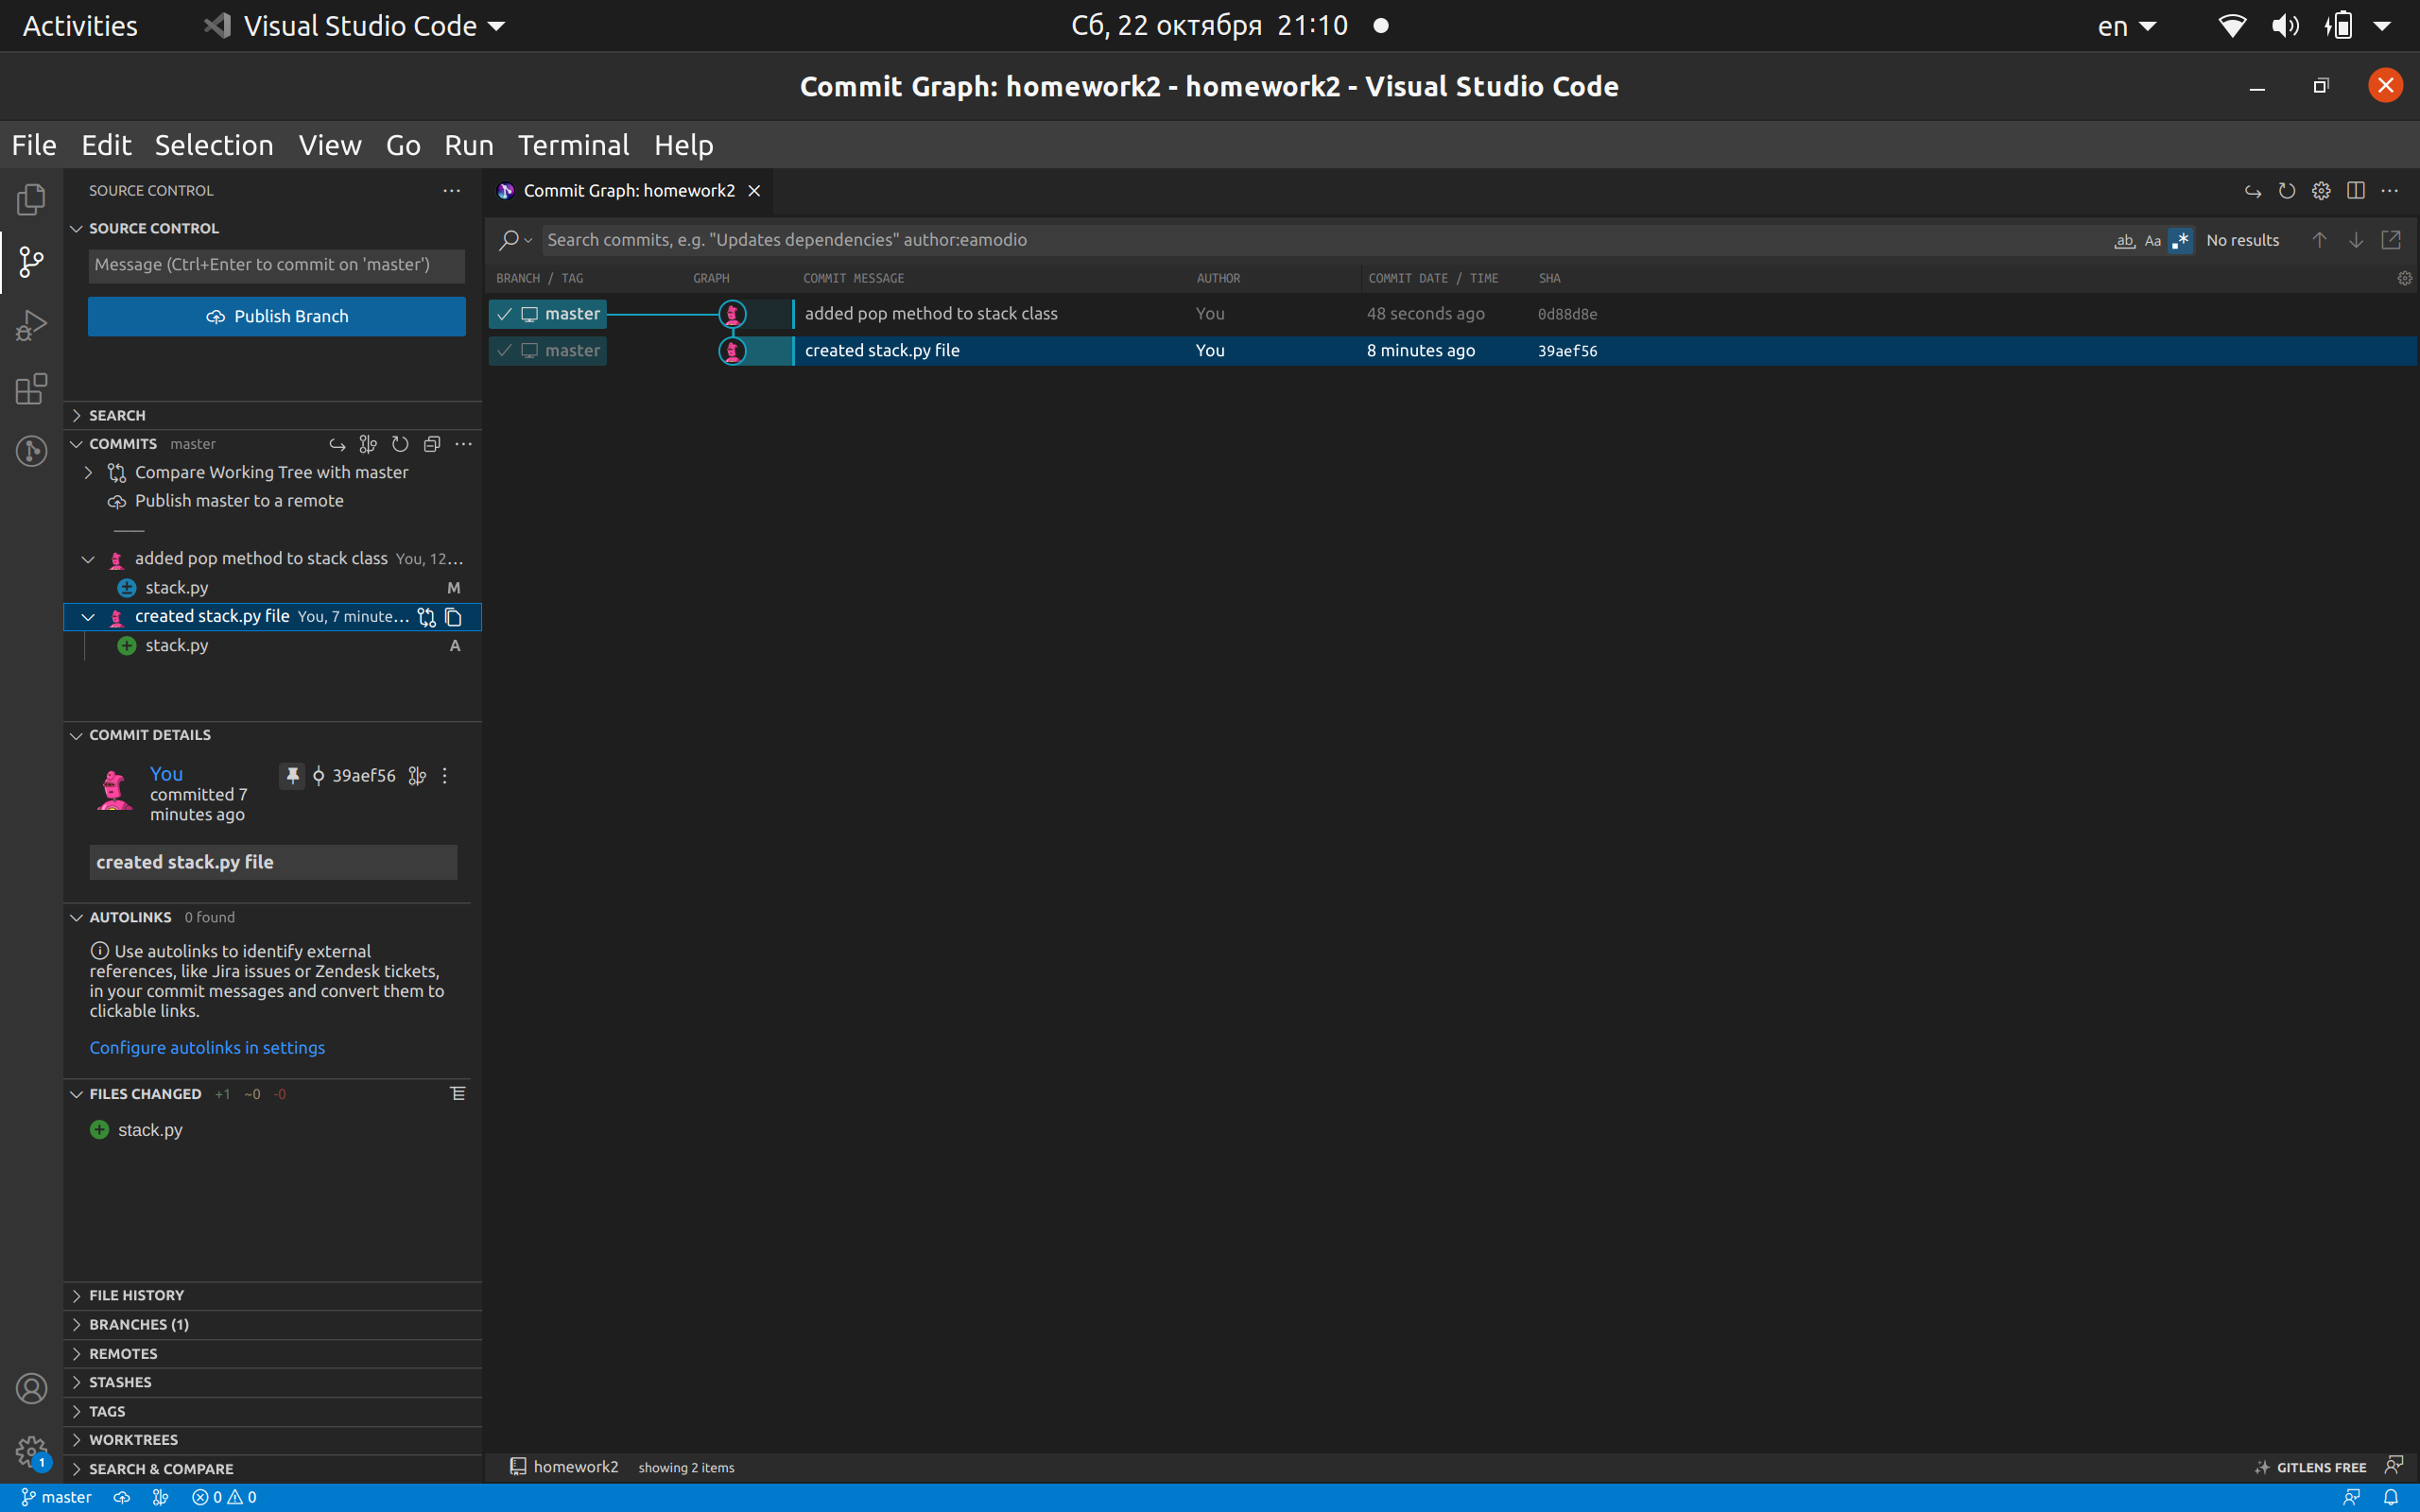 Activities Visual Studio Code Сб, 22 октября 21:10 en
Commit Graph: homework2 - homework2 - Visual Studio Code
File Edit Selection View Go Run Terminal Help
SOURCE CONTROL
SOURCE CONTROL
Message (Ctrl+Enter to commit on 'master')
Publish Branch
SEARCH
COMMITS master
Compare Working Tree with master
Publish master to a remote
added pop method to stack class You, 12...
stack.py M
created stack.py file You, 7 minute...
stack.py A
COMMIT DETAILS
You 39aef56
committed 7
minutes ago
created stack.py file
AUTOLINKS 0 found
Use autolinks to identify external
references, like Jira issues or Zendesk tickets,
in your commit messages and convert them to
clickable links.
Configure autolinks in settings
FILES CHANGED +1 ~0 -0
stack.py
FILE HISTORY
BRANCHES (1)
REMOTES
STASHES
TAGS
WORKTREES
SEARCH & COMPARE
1
Commit Graph: homework2
Search commits, e.g. "Updates dependencies" author:eamodio ab Aa .* No results
BRANCH / TAG GRAPH COMMIT MESSAGE AUTHOR COMMIT DATE / TIME SHA
master added pop method to stack class You 48 seconds ago 0d88d8e
master created stack.py file You 8 minutes ago 39aef56
homework2 showing 2 items GITLENS FREE
master 0 0